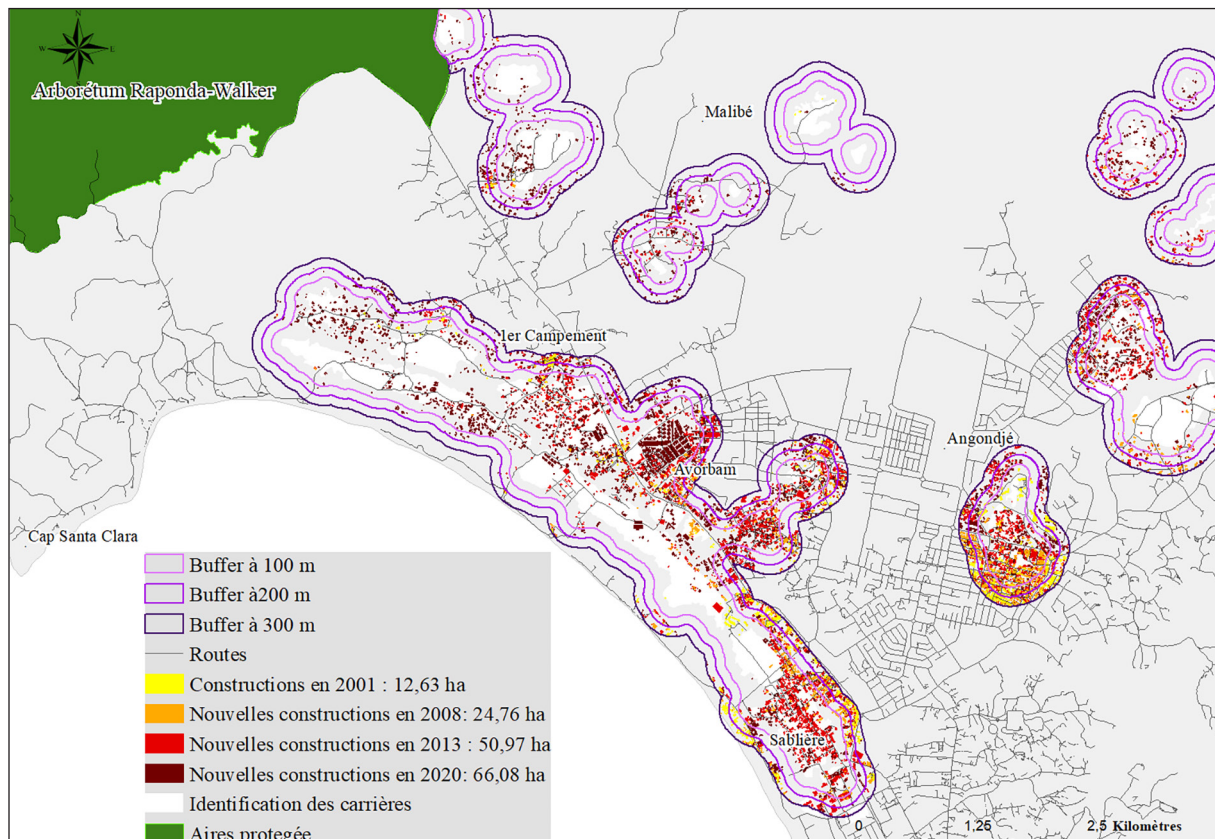 N
W E
Arborétum Raponda-Walker
Malibé
1er Campement
Angondjé
Avorbam
Cap Santa Clara
Sablière
Buffer à 100 m
Buffer à200 m
Buffer à 300 m
Routes
Constructions en 2001 : 12,63 ha
Nouvelles constructions en 2008: 24,76 ha
Nouvelles constructions en 2013 : 50,97 ha
Nouvelles constructions en 2020: 66,08 ha
Identification des carrières
Aires protegée
0 1,25 2,5 Kilomètres